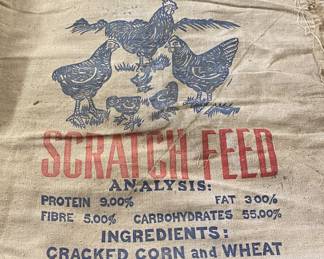 SCRATCH FEED
ANALYSIS:
PROTEIN 9.00% FAT 3 00%
FIBRE 5.00% CARBOHYDRATES 55.00%
INGREDIENTS:
CRACKED CORN and WHEAT